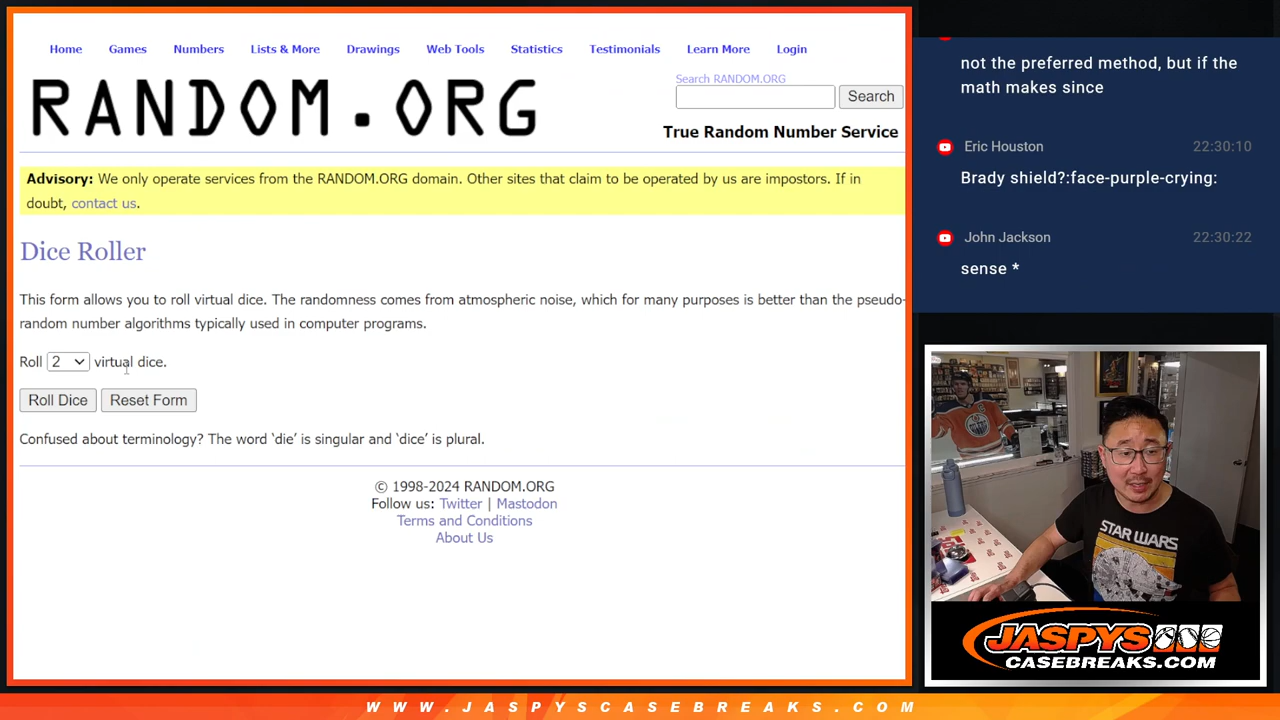 Home Games Numbers Lists & More Drawings Web Tools Statistics Testimonials Learn More Login
RANDOM.ORG
Search RANDOM.ORG
Search
True Random Number Service
Advisory: We only operate services from the RANDOM.ORG domain. Other sites that claim to be operated by us are impostors. If in
doubt, contact us.
Dice Roller
This form allows you to roll virtual dice. The randomness comes from atmospheric noise, which for many purposes is better than the pseudo-
random number algorithms typically used in computer programs.
Roll 2 virtual dice.
Roll Dice Reset Form
Confused about terminology? The word ‘die’ is singular and ‘dice’ is plural.
© 1998-2024 RANDOM.ORG
Follow us: Twitter | Mastodon
Terms and Conditions
About Us
not the preferred method, but if the
math makes since
Eric Houston 22:30:10
Brady shield?:face-purple-crying:
John Jackson 22:30:22
sense *
STAR WARS
JASPYS
CASEBREAKS.COM
WWW.JASPYSCASEBREAKS.COM